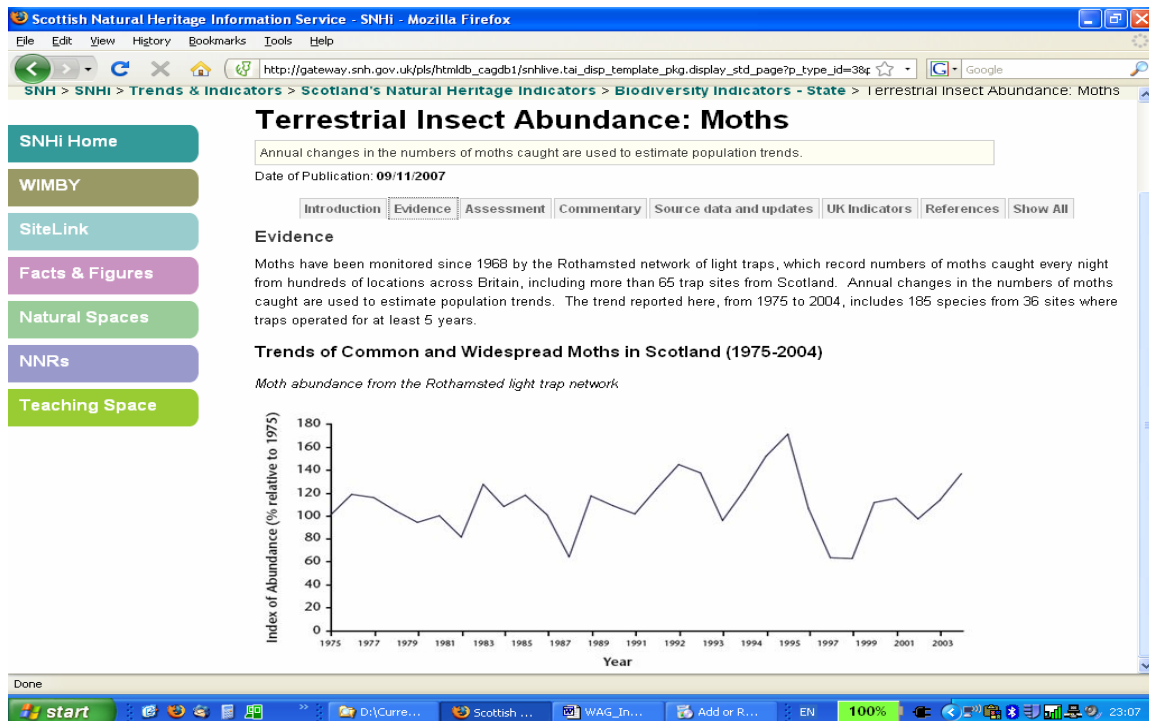 Scottish Natural Heritage Information Service - SNHi - Mozilla Firefox
File Edit View History Bookmarks Tools Help
http://gateway.snh.gov.uk/pls/htmldb_cagdb1/snhlive.tai_disp_template_pkg.display_std_page?p_type_id=38&p
G Google
SNH > SNHi > Trends & Indicators > Scotland's Natural Heritage Indicators > Biodiversity Indicators - State > Terrestrial Insect Abundance: Moths
SNHi Home
WIMBY
SiteLink
Facts & Figures
Natural Spaces
NNRs
Teaching Space
Terrestrial Insect Abundance: Moths
Annual changes in the numbers of moths caught are used to estimate population trends.
Date of Publication: 09/11/2007
Introduction Evidence Assessment Commentary Source data and updates UK Indicators References Show All
Evidence
Moths have been monitored since 1968 by the Rothamsted network of light traps, which record numbers of moths caught every night
from hundreds of locations across Britain, including more than 65 trap sites from Scotland. Annual changes in the numbers of moths
caught are used to estimate population trends. The trend reported here, from 1975 to 2004, includes 185 species from 36 sites where
traps operated for at least 5 years.
Trends of Common and Widespread Moths in Scotland (1975-2004)
Moth abundance from the Rothamsted light trap network
Index of Abundance (% relative to 1975)
180
160
140
120
100
80
60
40
20
0
1975 1977 1979 1981 1983 1985 1987 1989 1991 1992 1993 1994 1995 1997 1999 2001 2003
Year
Done
start » D:\Curre... Scottish ... WAG_In... Add or R... EN 100% 23:07